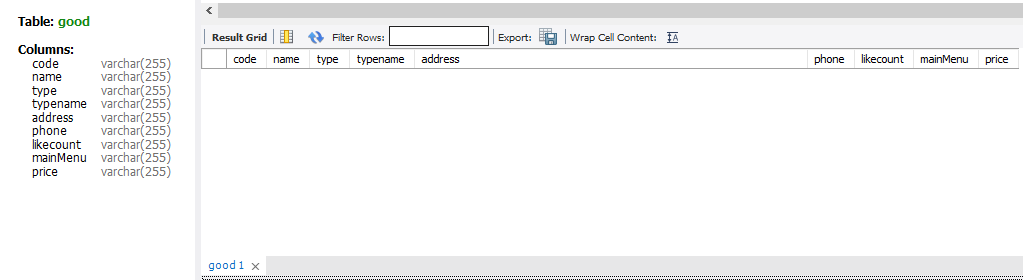 Table: good
Columns:
code varchar(255)
name varchar(255)
type varchar(255)
typename varchar(255)
address varchar(255)
phone varchar(255)
likecount varchar(255)
mainMenu varchar(255)
price varchar(255)
Result Grid Filter Rows: Export: Wrap Cell Content:
code name type typename address phone likecount mainMenu price
good 1